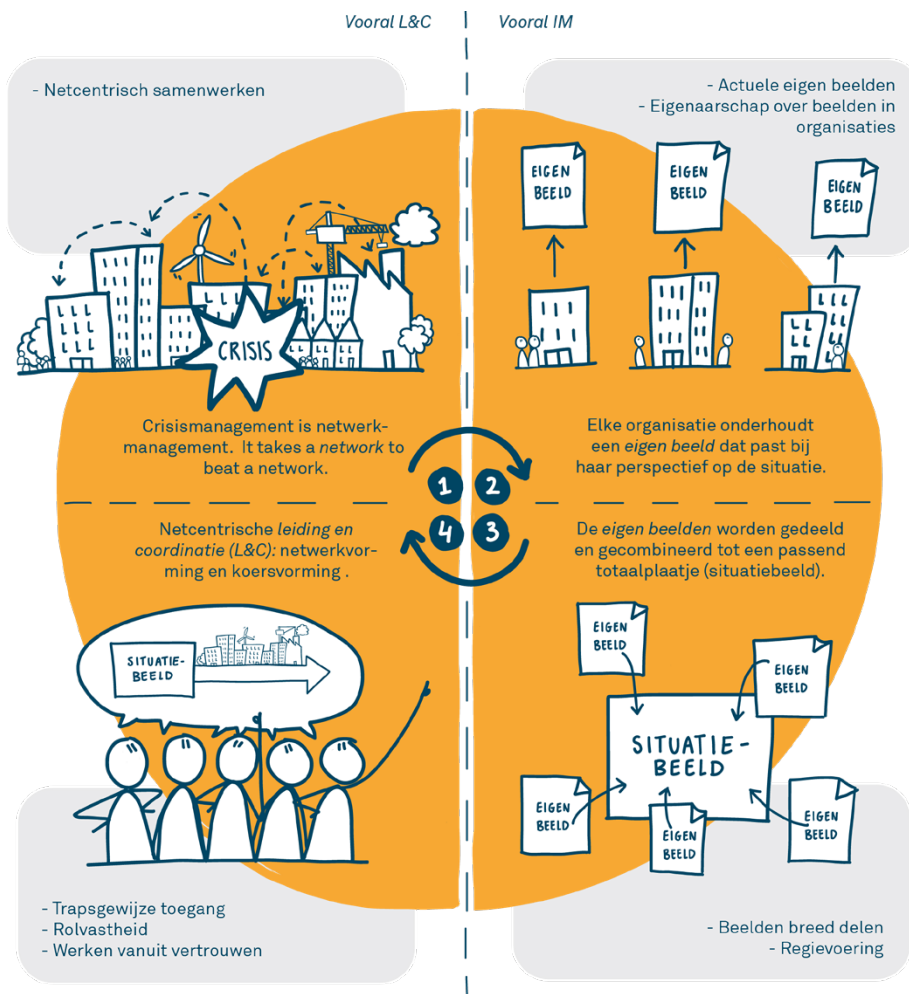 Vooral L&C
Vooral IM
- Netcentrisch samenwerken
- Actuele eigen beelden
- Eigenaarschap over beelden in
organisaties
EIGEN
BEELD
EIGEN
BEELD
EIGEN
BEELD
CRISIS
Crisismanagement is netwerk-
management. It takes a network to
beat a network.
Elke organisatie onderhoudt
een eigen beeld dat past bij
haar perspectief op de situatie.
1
2
4
3
Netcentrische leiding en
coordinatie (L&C): netwerkvor-
ming en koersvorming .
De eigen beelden worden gedeeld
en gecombineerd tot een passend
totaalplaatje (situatiebeeld).
SITUATIE-
BEELD
EIGEN
BEELD
EIGEN
BEELD
SITUATIE-
BEELD
EIGEN
BEELD
EIGEN
BEELD
EIGEN
BEELD
- Trapsgewijze toegang
- Rolvastheid
- Werken vanuit vertrouwen
- Beelden breed delen
- Regievoering